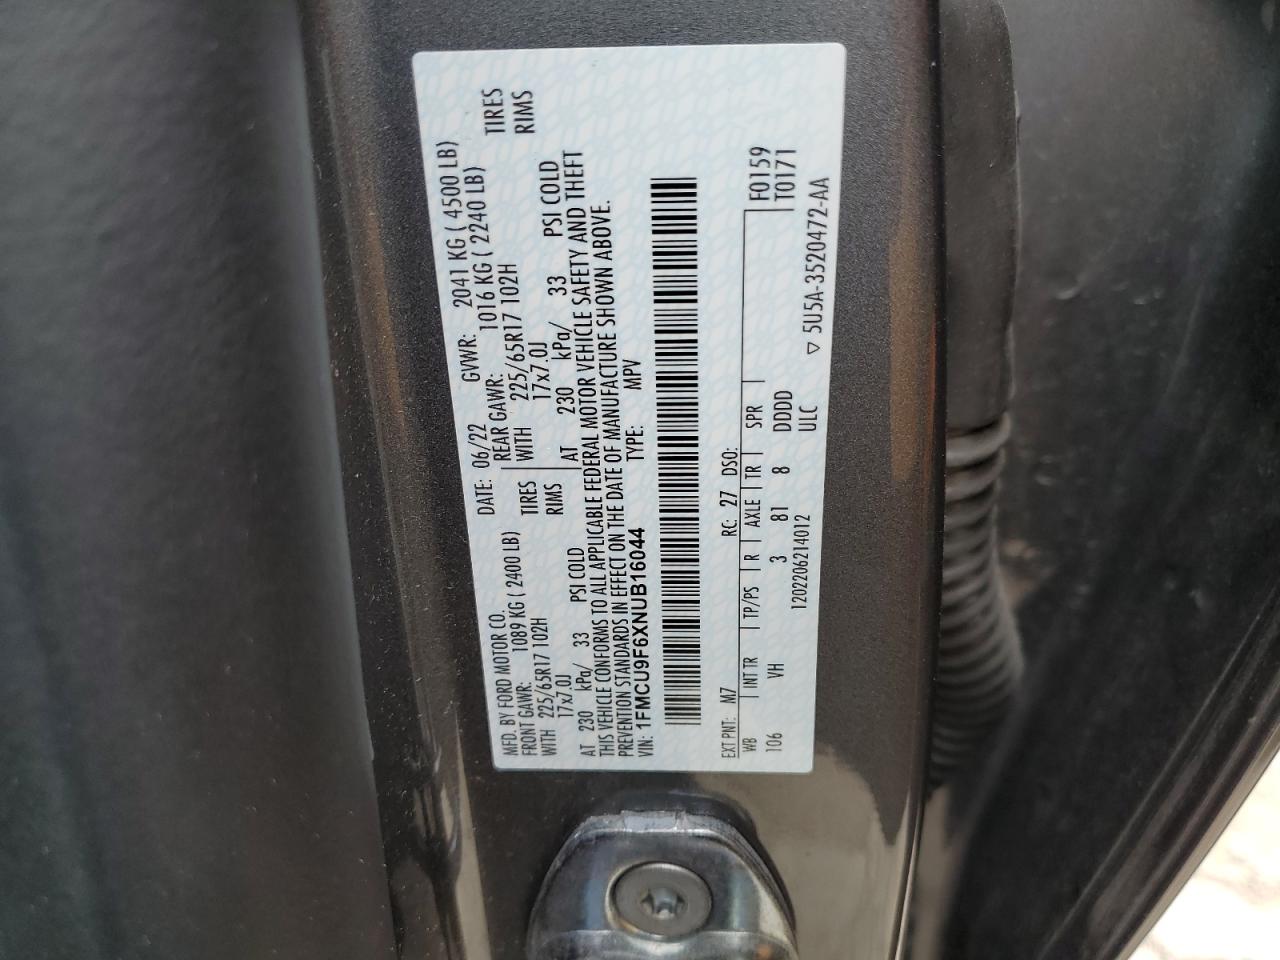 MFD. BY FORD MOTOR CO. DATE: 06/22 GVWR: 2041 KG ( 4500 LB)
FRONT GAWR: 1089 KG ( 2400 LB) REAR GAWR: 1016 KG ( 2240 LB)
WITH 225/65R17 102H TIRES WITH 225/65R17 102H TIRES
17x7.0J RIMS 17x7.0J RIMS
AT 230 kPa/ 33 PSI COLD AT 230 kPa/ 33 PSI COLD
THIS VEHICLE CONFORMS TO ALL APPLICABLE FEDERAL MOTOR VEHICLE SAFETY AND THEFT
PREVENTION STANDARDS IN EFFECT ON THE DATE OF MANUFACTURE SHOWN ABOVE.
VIN: 1FMCU9F6XNUB16044 TYPE: MPV
EXT PNT: M7 RC: 27 DSO: F0159
WB INT TR TP/PS R AXLE TR SPR T0171
106 VH 3 81 8 DDDD
1202206214012 ULC
▽ 5U5A-3520472-AA